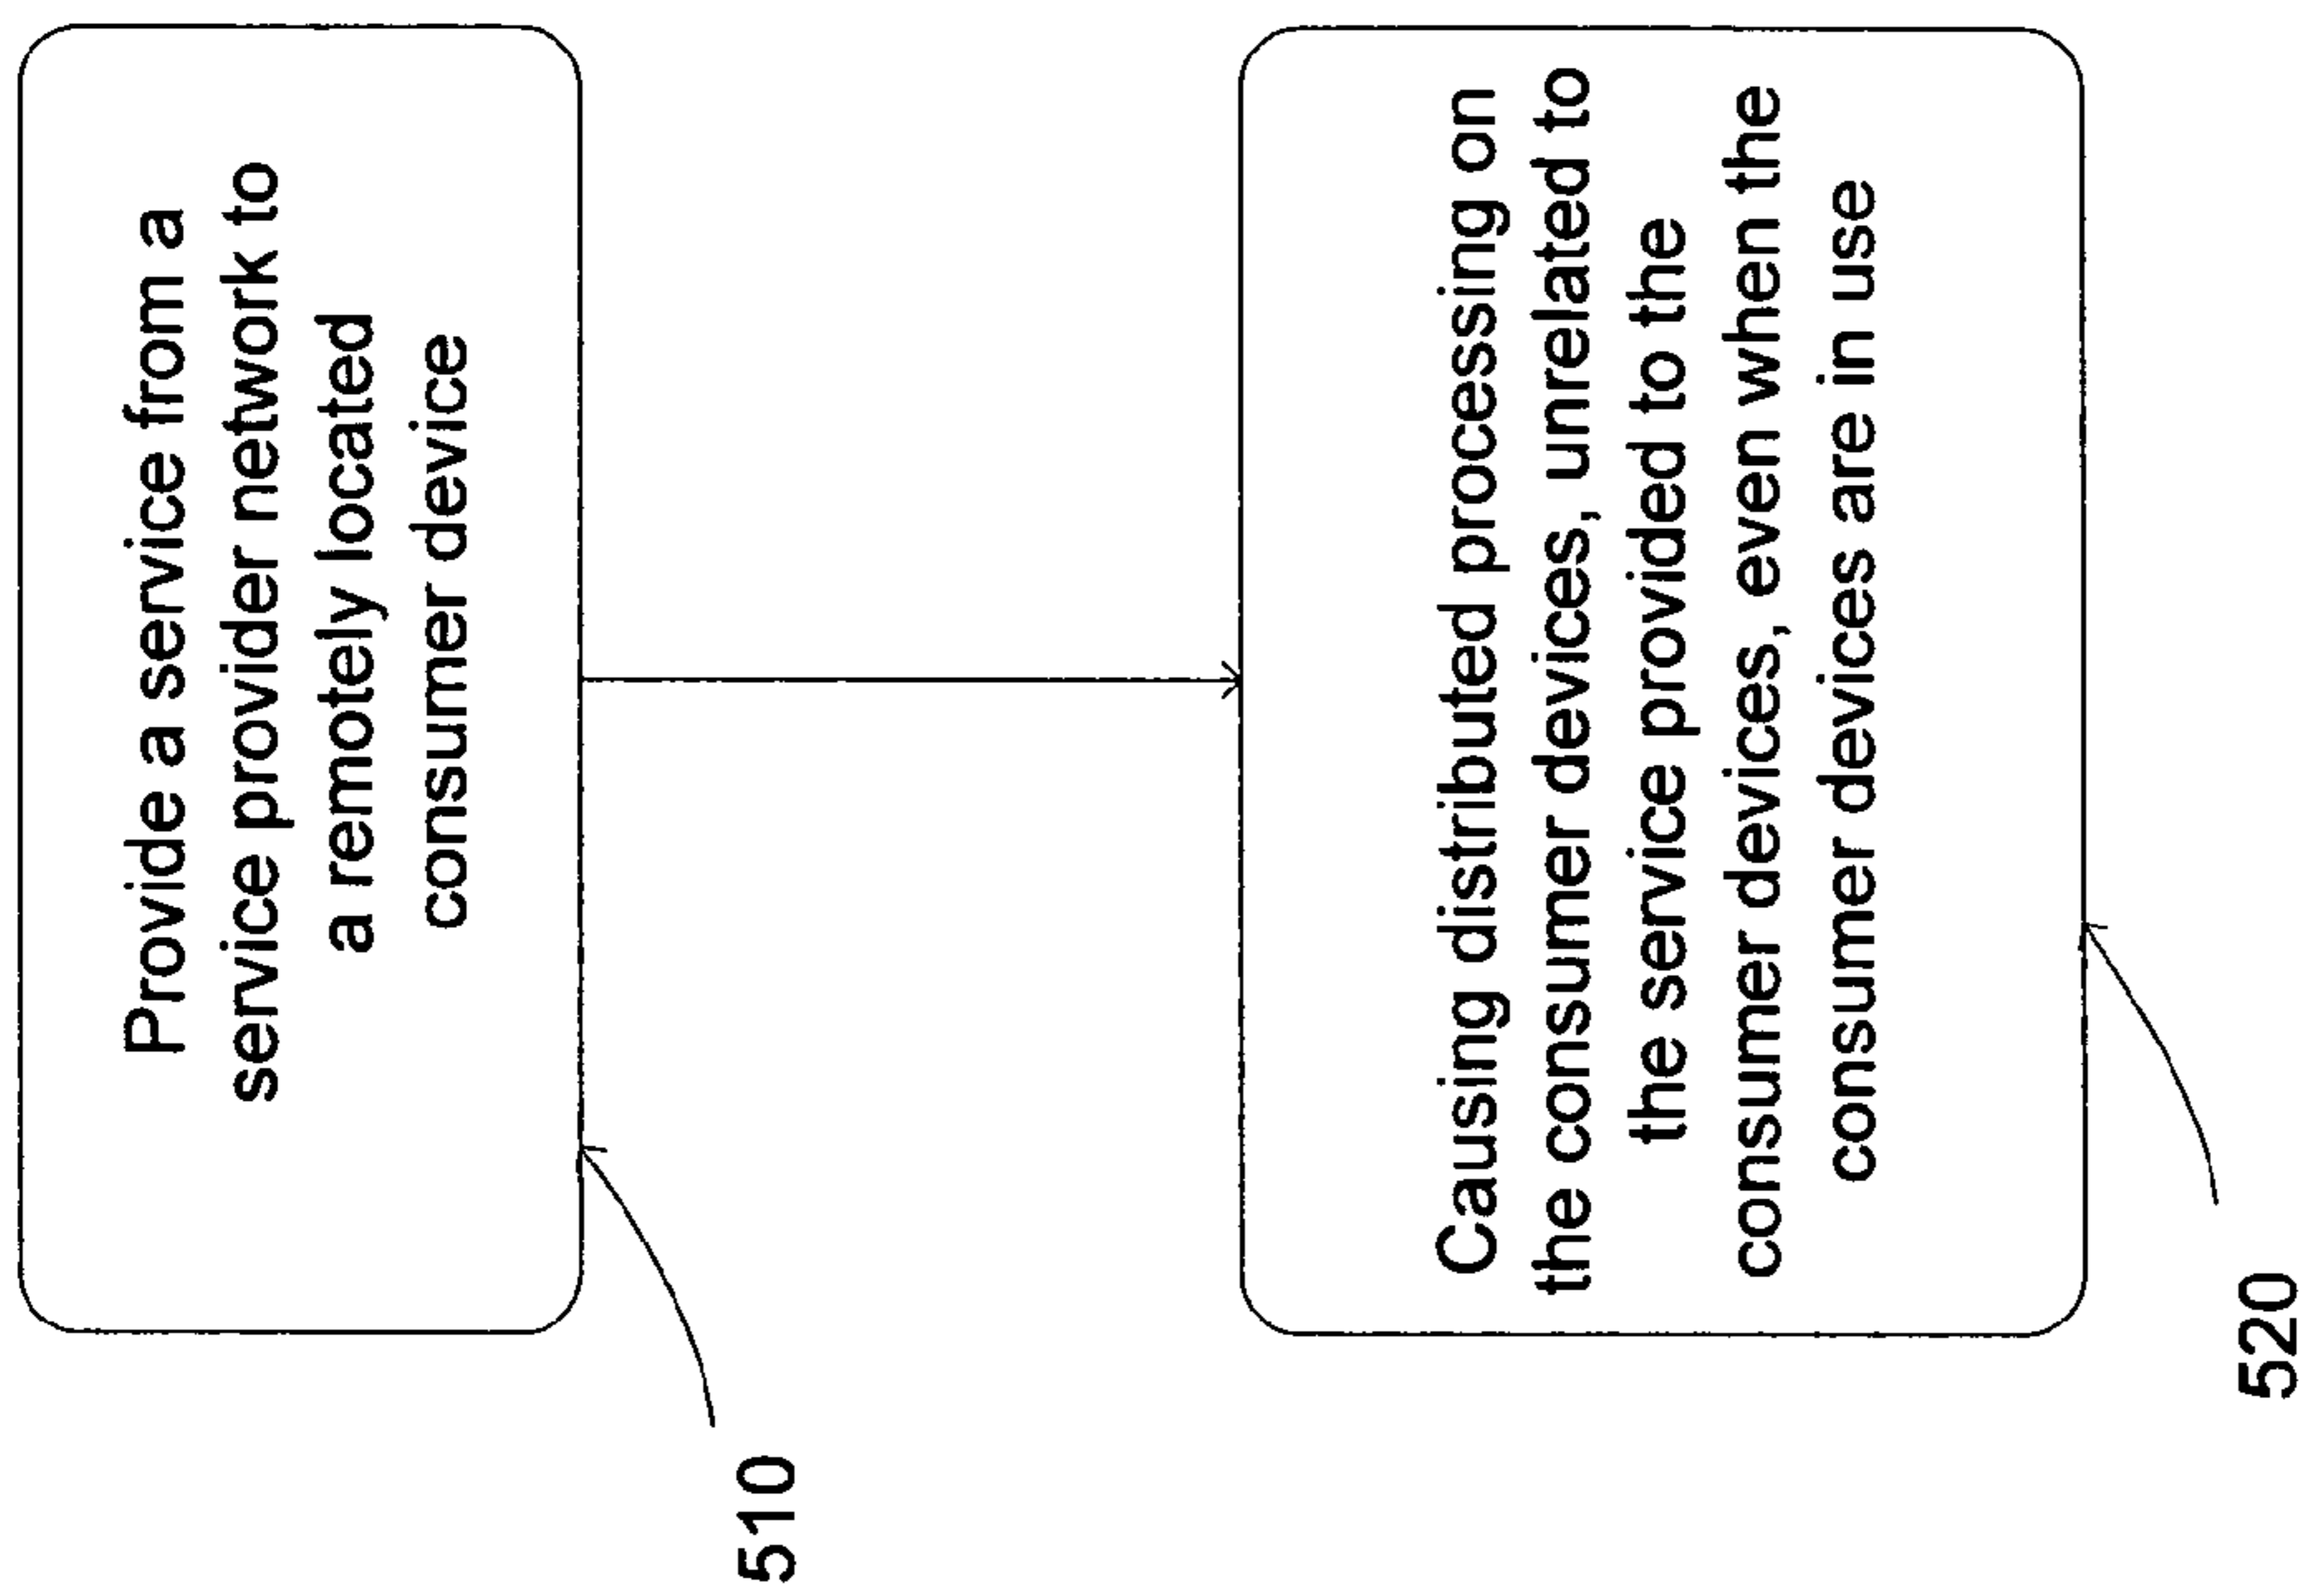 Provide a service from a
service provider network to
a remotely located
consumer device
510
Causing distributed processing on
the consumer devices, unrelated to
the service provided to the
consumer devices, even when the
consumer devices are in use
520